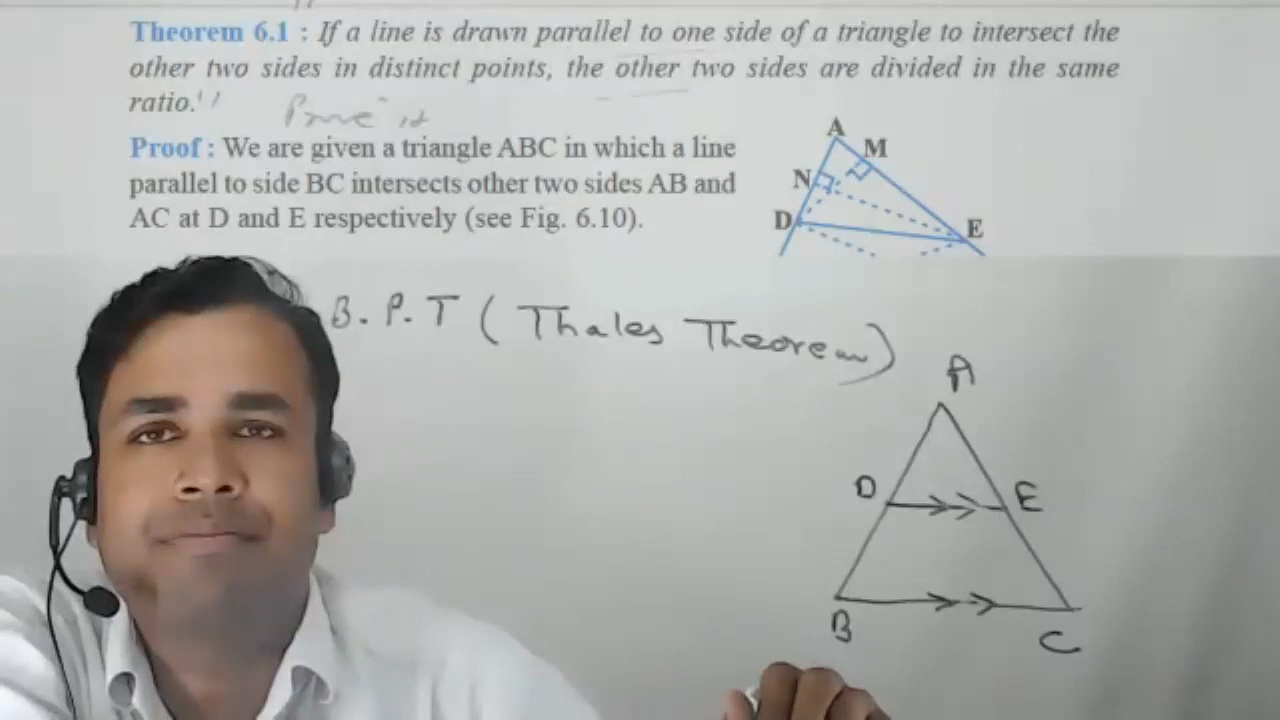 Theorem 6.1 : If a line is drawn parallel to one side of a triangle to intersect the
other two sides in distinct points, the other two sides are divided in the same
ratio.
Prove it
Proof : We are given a triangle ABC in which a line
parallel to side BC intersects other two sides AB and
AC at D and E respectively (see Fig. 6.10).
A
M
N
D
E
B.P.T (Thales Theorem)
A
D
E
B
C